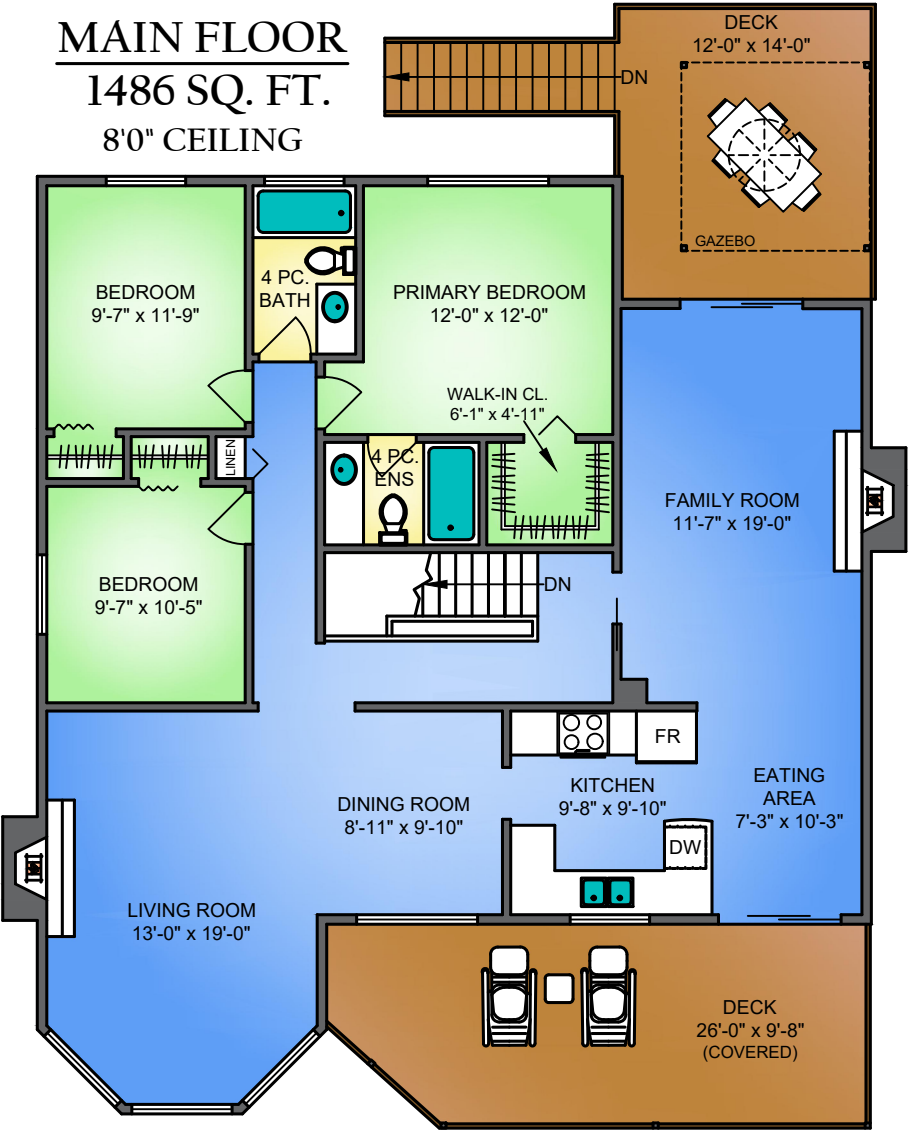 MAIN FLOOR
1486 SQ. FT.
8'0" CEILING
DECK
12'-0" x 14'-0"
DN
GAZEBO
BEDROOM
9'-7" x 11'-9"
4 PC.
BATH
PRIMARY BEDROOM
12'-0" x 12'-0"
WALK-IN CL.
6'-1" x 4'-11"
LINEN
4 PC.
ENS
FAMILY ROOM
11'-7" x 19'-0"
BEDROOM
9'-7" x 10'-5"
DN
FR
KITCHEN
9'-8" x 9'-10"
EATING
AREA
7'-3" x 10'-3"
DINING ROOM
8'-11" x 9'-10"
DW
LIVING ROOM
13'-0" x 19'-0"
DECK
26'-0" x 9'-8"
(COVERED)